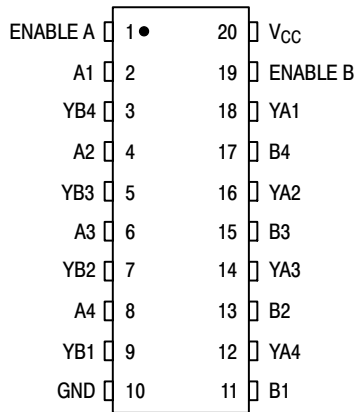 ENABLE A 1 20 VCC
A1 2 19 ENABLE B
YB4 3 18 YA1
A2 4 17 B4
YB3 5 16 YA2
A3 6 15 B3
YB2 7 14 YA3
A4 8 13 B2
YB1 9 12 YA4
GND 10 11 B1